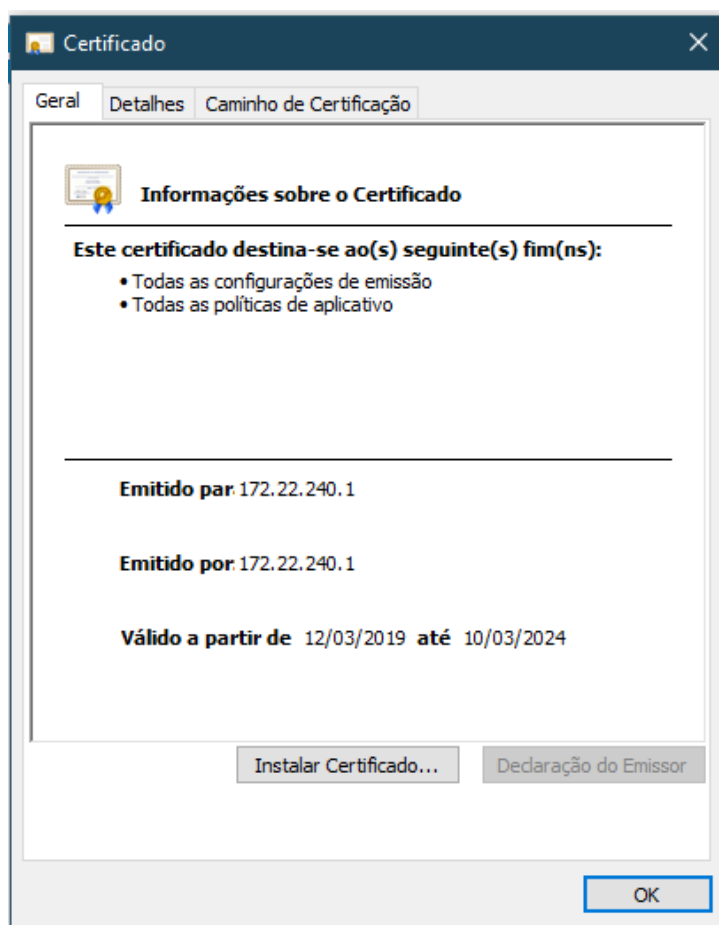 Certificado
Geral Detalhes Caminho de Certificação
Informações sobre o Certificado
Este certificado destina-se ao(s) seguinte(s) fim(ns):
• Todas as configurações de emissão
• Todas as políticas de aplicativo
Emitido par: 172.22.240.1
Emitido por: 172.22.240.1
Válido a partir de 12/03/2019 até 10/03/2024
Instalar Certificado... Declaração do Emissor
OK